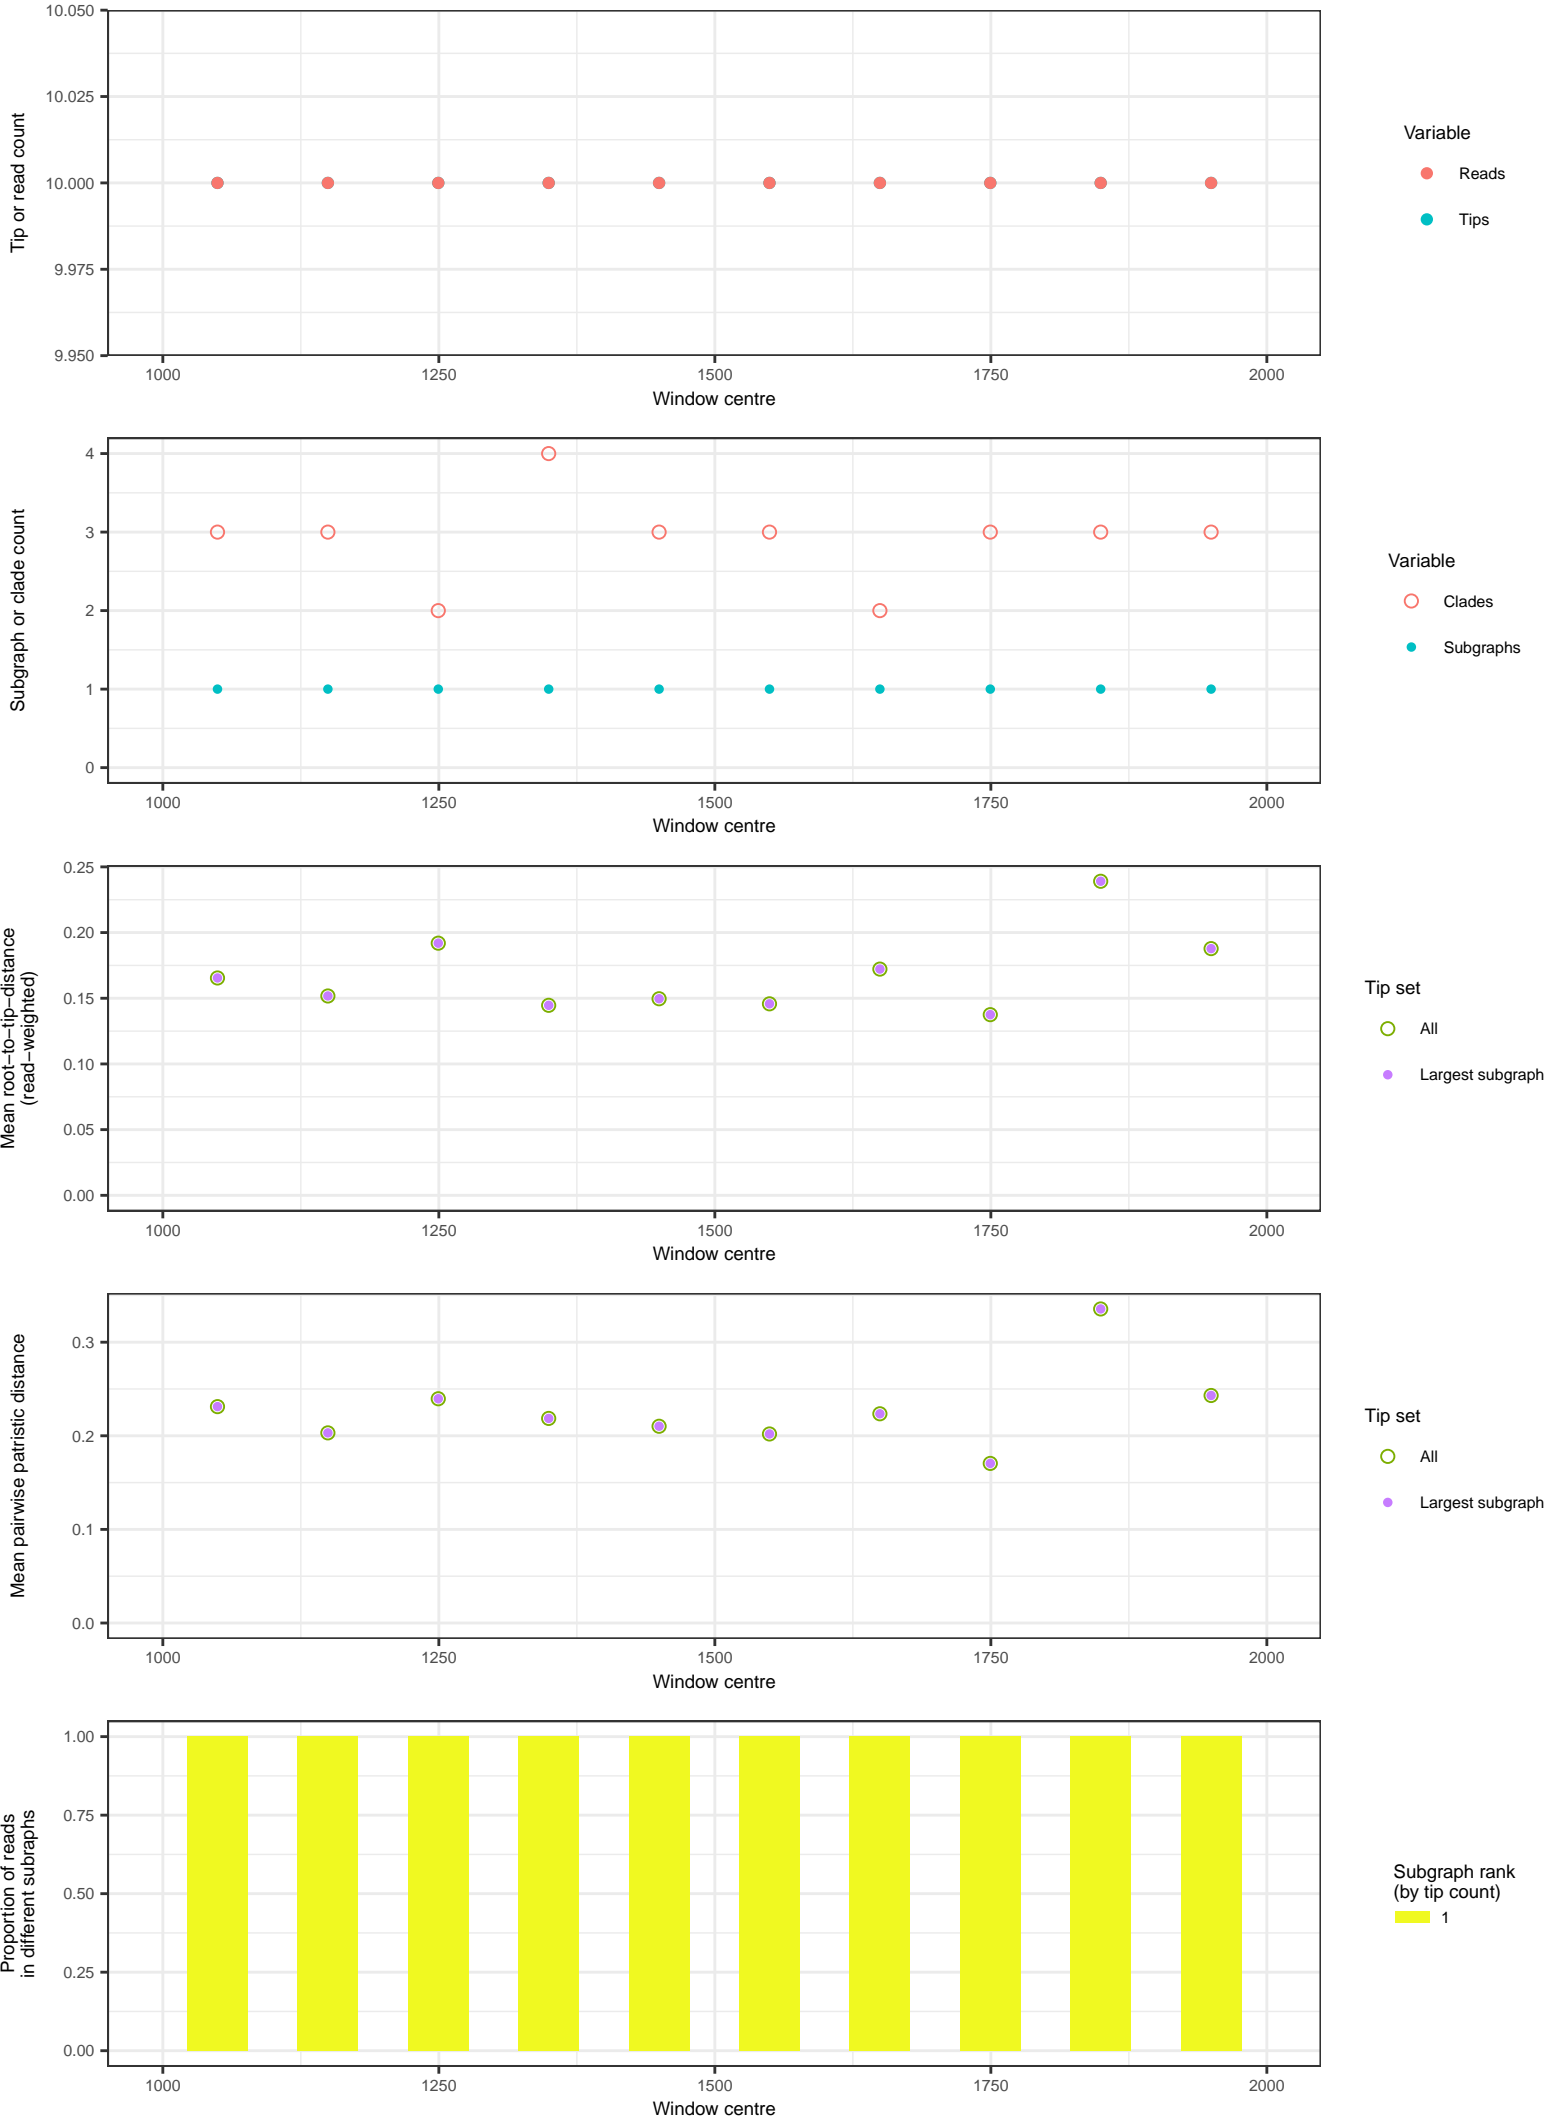 10.050
10.025
10.000
9.975
9.950
Tip or read count
1000 1250 1500 1750 2000
Window centre
Variable
Reads
Tips
4
3
2
1
0
Subgraph or clade count
1000 1250 1500 1750 2000
Window centre
Variable
Clades
Subgraphs
0.25
0.20
0.15
0.10
0.05
0.00
Mean root−to−tip−distance
(read−weighted)
1000 1250 1500 1750 2000
Window centre
Tip set
All
Largest subgraph
0.3
0.2
0.1
0.0
Mean pairwise patristic distance
1000 1250 1500 1750 2000
Window centre
Tip set
All
Largest subgraph
1.00
0.75
0.50
0.25
0.00
Proportion of reads
in different subraphs
1000 1250 1500 1750 2000
Window centre
Subgraph rank
(by tip count)
1